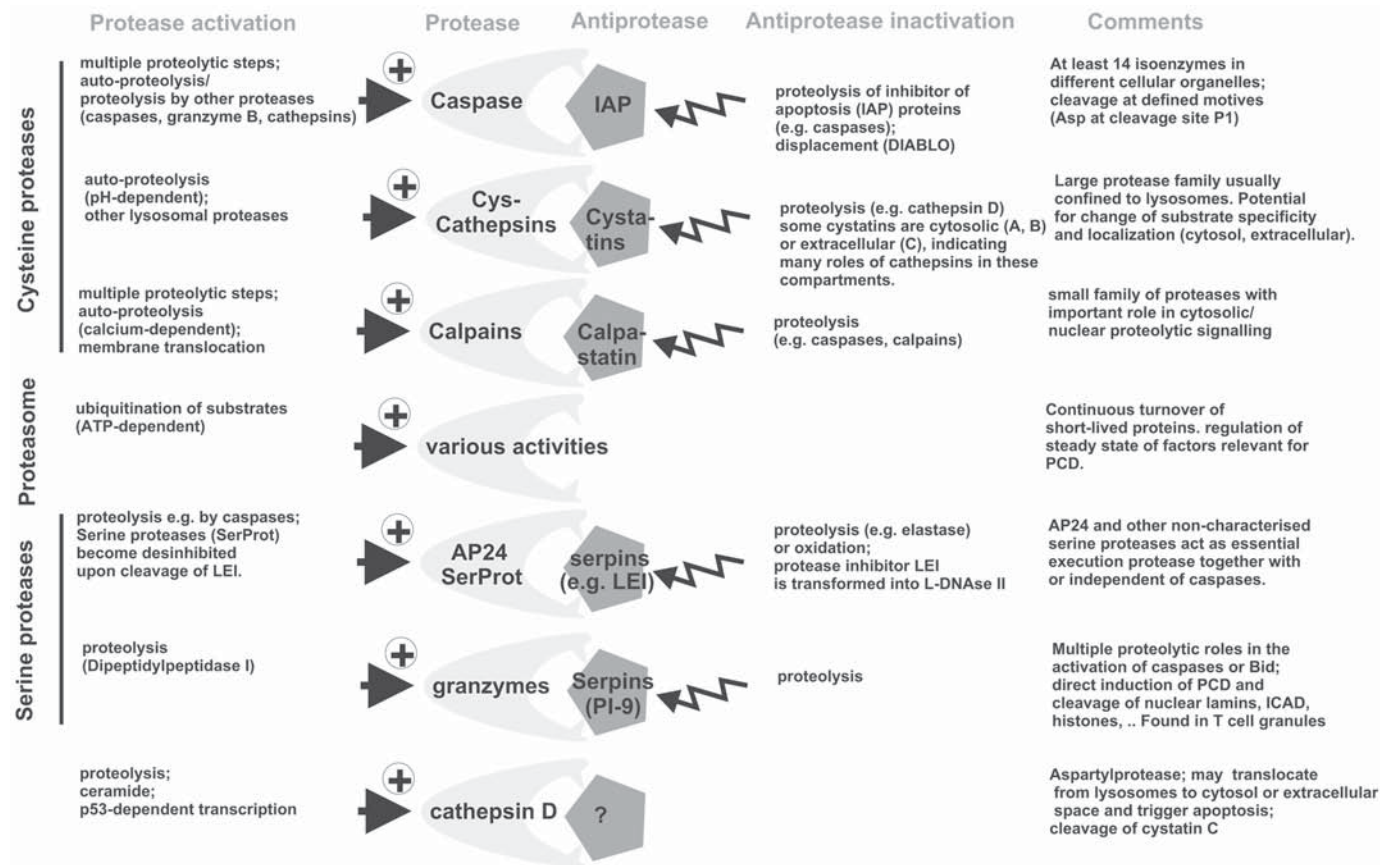 Protease activation
Protease
Antiprotease
Antiprotease inactivation
Comments
Cysteine proteases
multiple proteolytic steps;
auto-proteolysis/
proteolysis by other proteases
(caspases, granzyme B, cathepsins)
+
Caspase
IAP
proteolysis of inhibitor of
apoptosis (IAP) proteins
(e.g. caspases);
displacement (DIABLO)
At least 14 isoenzymes in
different cellular organelles;
cleavage at defined motives
(Asp at cleavage site P1)
auto-proteolysis
(pH-dependent);
other lysosomal proteases
+
Cys-
Cathepsins
Cysta-
tins
proteolysis (e.g. cathepsin D)
some cystatins are cytosolic (A, B)
or extracellular (C), indicating
many roles of cathepsins in these
compartments.
Large protease family usually
confined to lysosomes. Potential
for change of substrate specificity
and localization (cytosol, extracellular).
multiple proteolytic steps;
auto-proteolysis
(calcium-dependent);
membrane translocation
+
Calpains
Calpa-
statin
proteolysis
(e.g. caspases, calpains)
small family of proteases with
important role in cytosolic/
nuclear proteolytic signalling
Proteasome
ubiquitination of substrates
(ATP-dependent)
+
various activities
Continuous turnover of
short-lived proteins. regulation of
steady state of factors relevant for
PCD.
Serine proteases
proteolysis e.g. by caspases;
Serine proteases (SerProt)
become desinhibited
upon cleavage of LEI.
+
AP24
SerProt
serpins
(e.g. LEI)
proteolysis (e.g. elastase)
or oxidation;
protease inhibitor LEI
is transformed into L-DNAse II
AP24 and other non-characterised
serine proteases act as essential
execution protease together with
or independent of caspases.
proteolysis
(Dipeptidylpeptidase I)
+
granzymes
Serpins
(PI-9)
proteolysis
Multiple proteolytic roles in the
activation of caspases or Bid;
direct induction of PCD and
cleavage of nuclear lamins, ICAD,
histones, .. Found in T cell granules
proteolysis;
ceramide;
p53-dependent transcription
+
cathepsin D
?
Aspartylprotease; may translocate
from lysosomes to cytosol or extracellular
space and trigger apoptosis;
cleavage of cystatin C